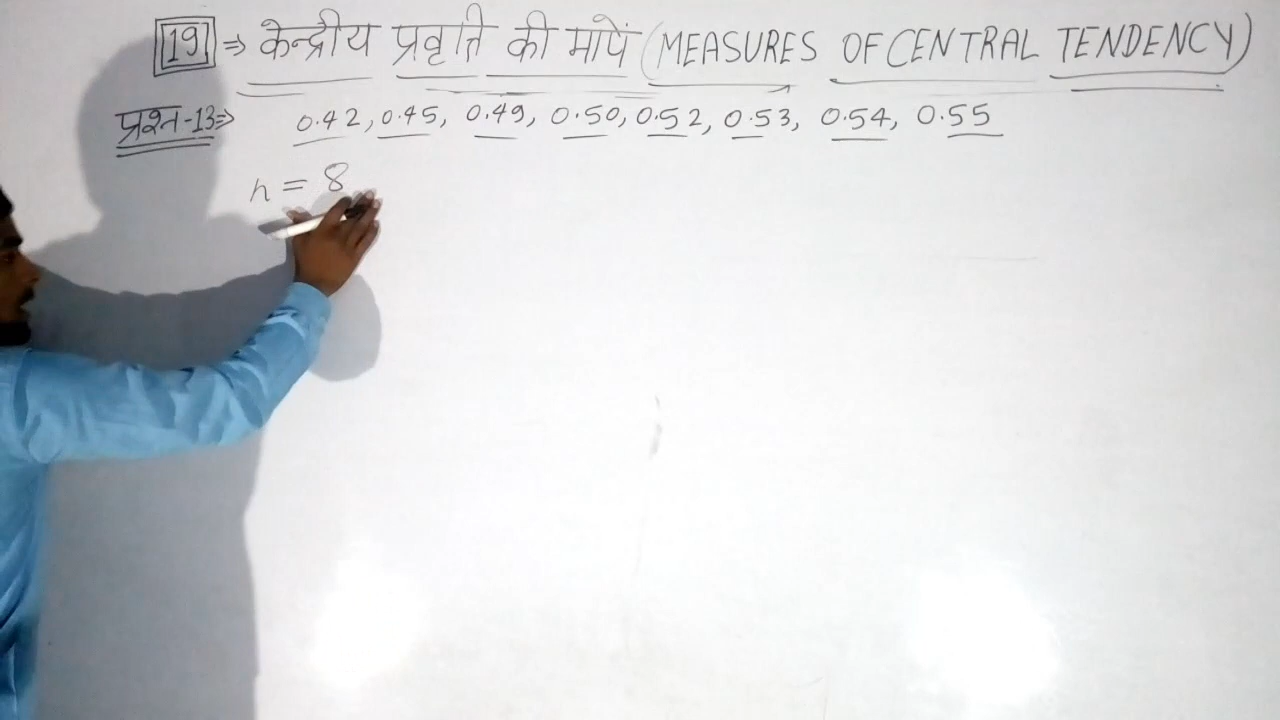 19 ⇒ केन्द्रीय प्रवृत्ति की मापें (MEASURES OF CENTRAL TENDENCY)
प्रश्न-13⇒ 0.42, 0.45, 0.49, 0.50, 0.52, 0.53, 0.54, 0.55
n = 8